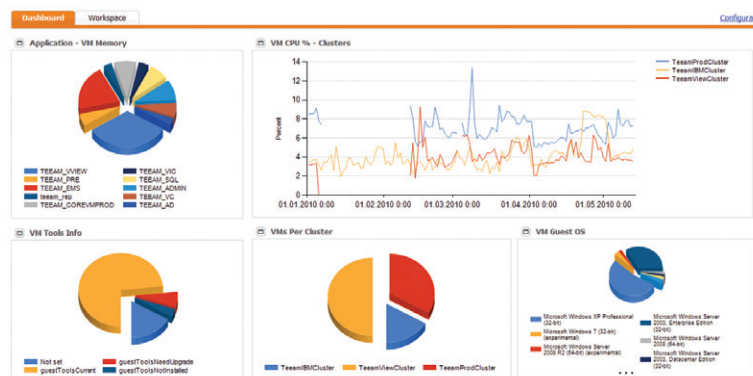 Dashboard Workspace
Configura
Application - VM Memory
TEEAM_VVIEW
TEEAM_PRE
TEEAM_EMS
teeam_rep
TEEAM_COREVMPROD
TEEAM_VIC
TEEAM_SQL
TEEAM_ADMIN
TEEAM_VC
TEEAM_AD
VM CPU % - Clusters
Percent
14
12
10
8
6
4
2
0
01.01.2010 0:00 01.02.2010 0:00 01.03.2010 0:00 01.04.2010 0:00 01.05.2010 0:00
TeeamProdCluster
TeeamIBMCluster
TeeamViewCluster
VM Tools Info
Not set
guestToolsCurrent
guestToolsNeedUpgrade
guestToolsNotInstalled
VMs Per Cluster
TeeamIBMCluster TeeamViewCluster TeeamProdCluster
VM Guest OS
Microsoft Windows XP Professional
(32-bit)
Microsoft Windows 7 (32-bit)
(experimental)
Microsoft Windows Server
2008 R2 (64-bit) (experimental)
Microsoft Windows Server
2003, Enterprise Edition
(32-bit)
Microsoft Windows Server
2008 (64-bit)
Microsoft Windows Server
2003, Datacenter Edition
(32-bit)
...